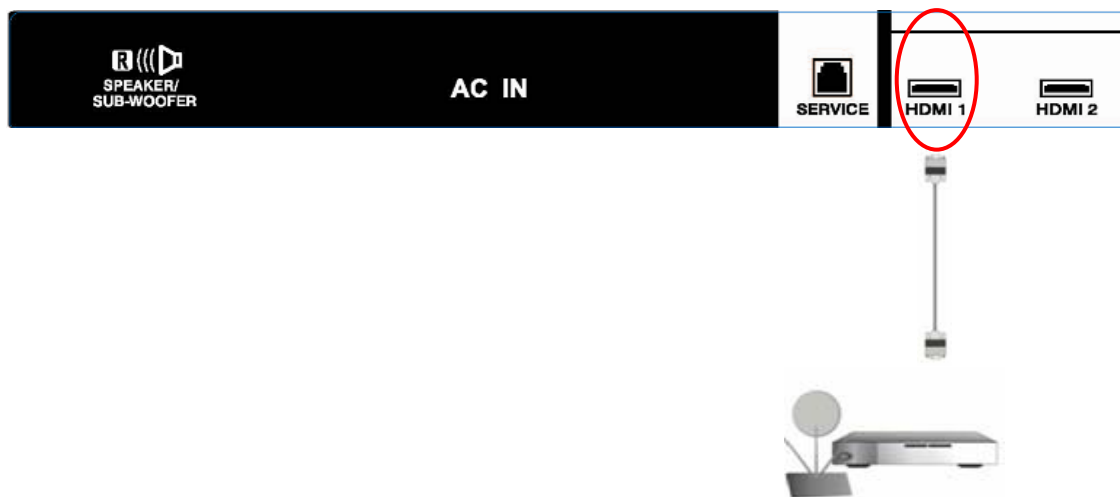 R
SPEAKER/
SUB-WOOFER
AC IN
SERVICE
HDMI 1
HDMI 2